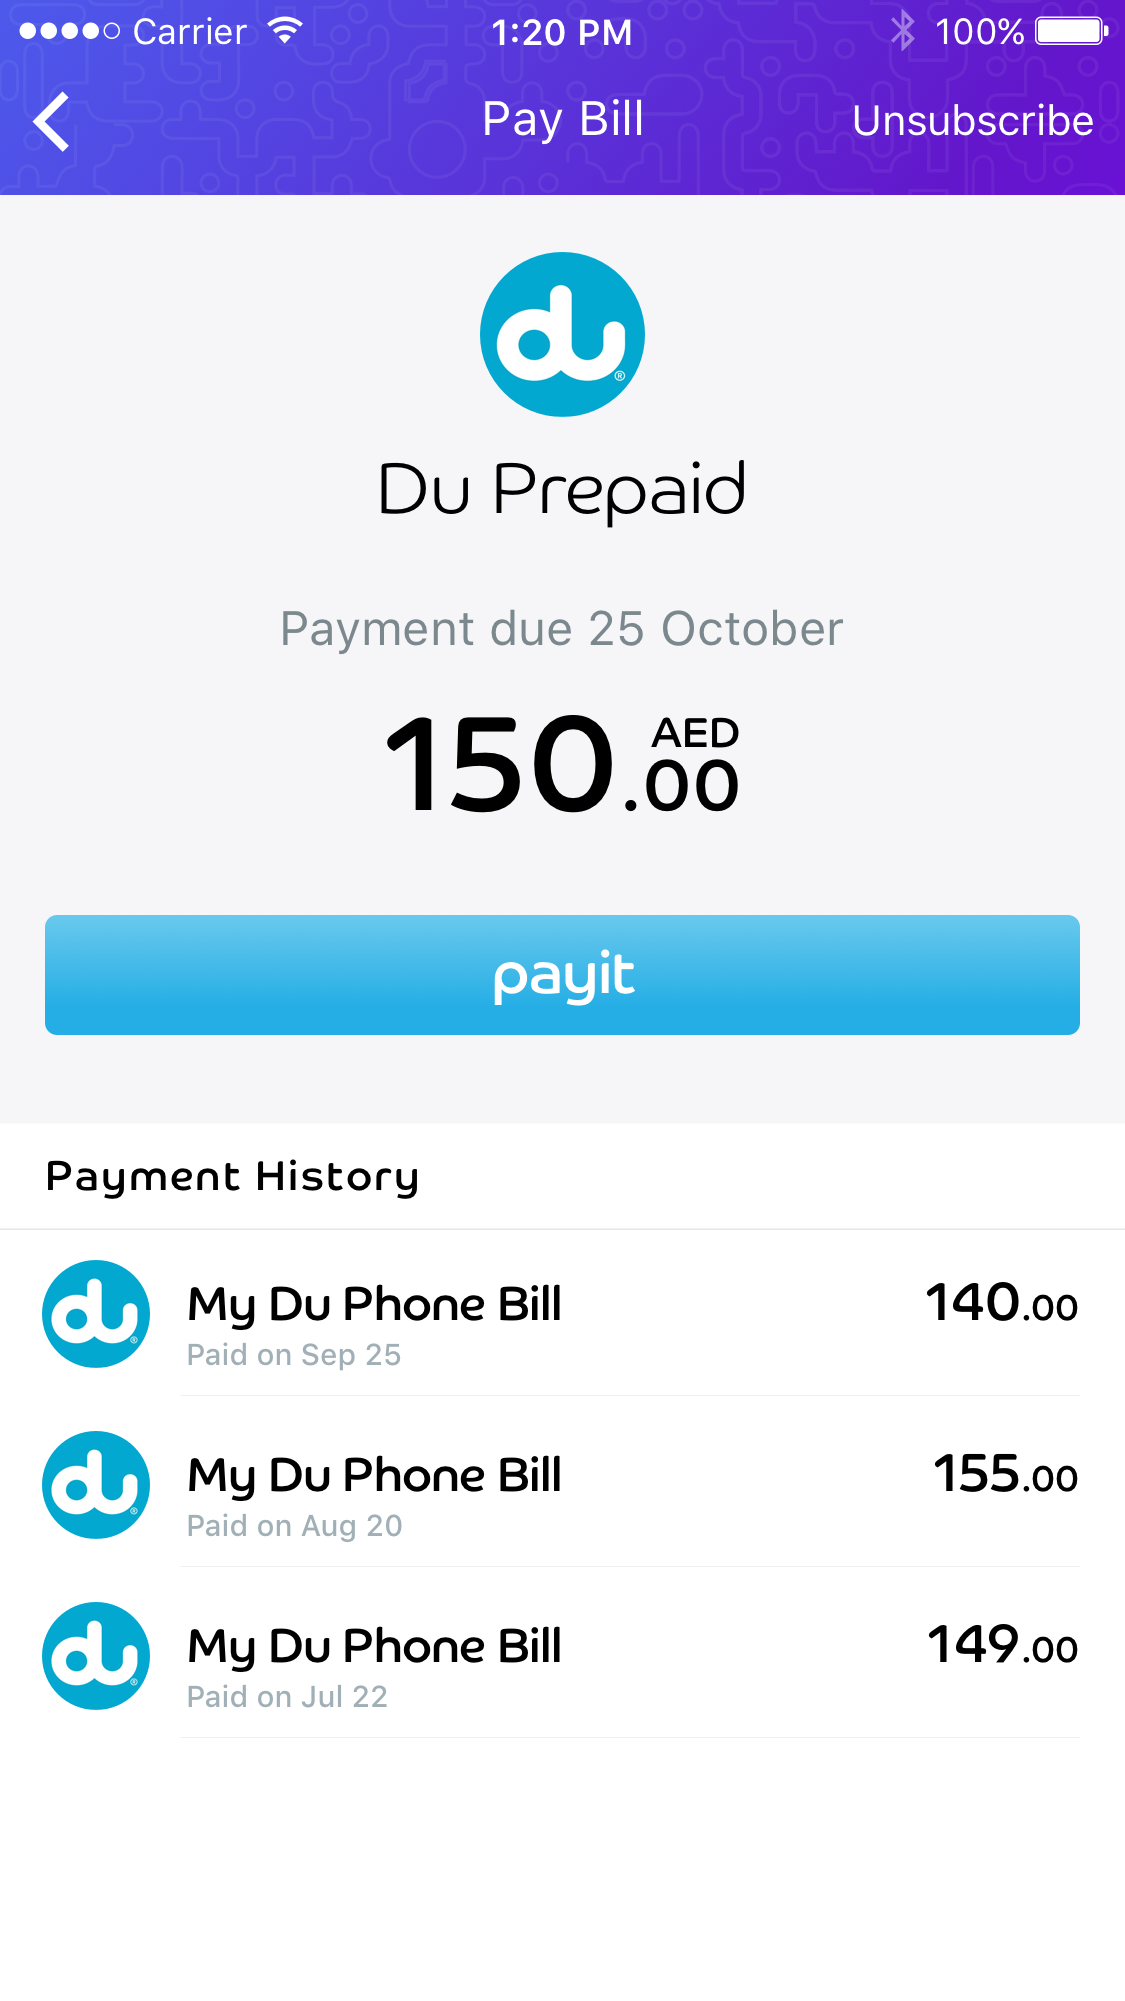 Carrier 1:20 PM 100%
Pay Bill Unsubscribe
du®
Du Prepaid
Payment due 25 October
150.00 AED
payit
Payment History
du® My Du Phone Bill 140.00
Paid on Sep 25
du® My Du Phone Bill 155.00
Paid on Aug 20
du® My Du Phone Bill 149.00
Paid on Jul 22